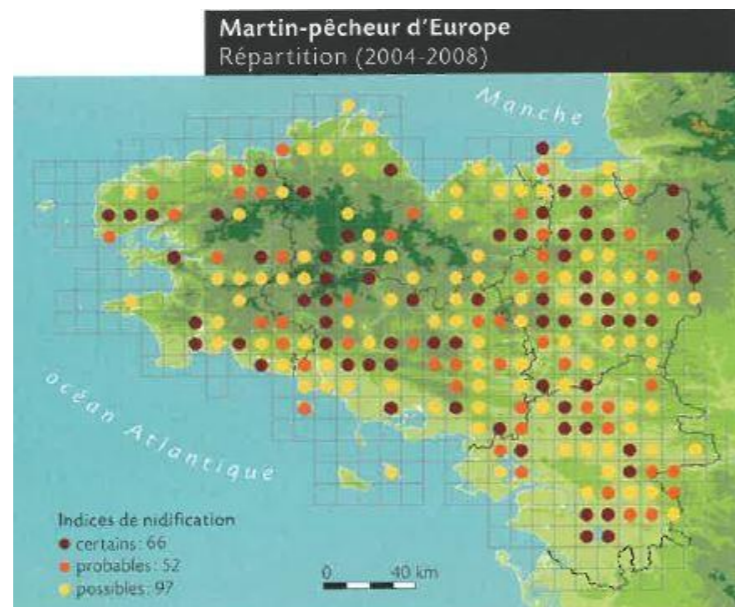 Martin-pêcheur d'Europe
Répartition (2004-2008)
Manche
océan Atlantique
Indices de nidification
certains: 66
probables: 52
possibles: 97
0 40 km